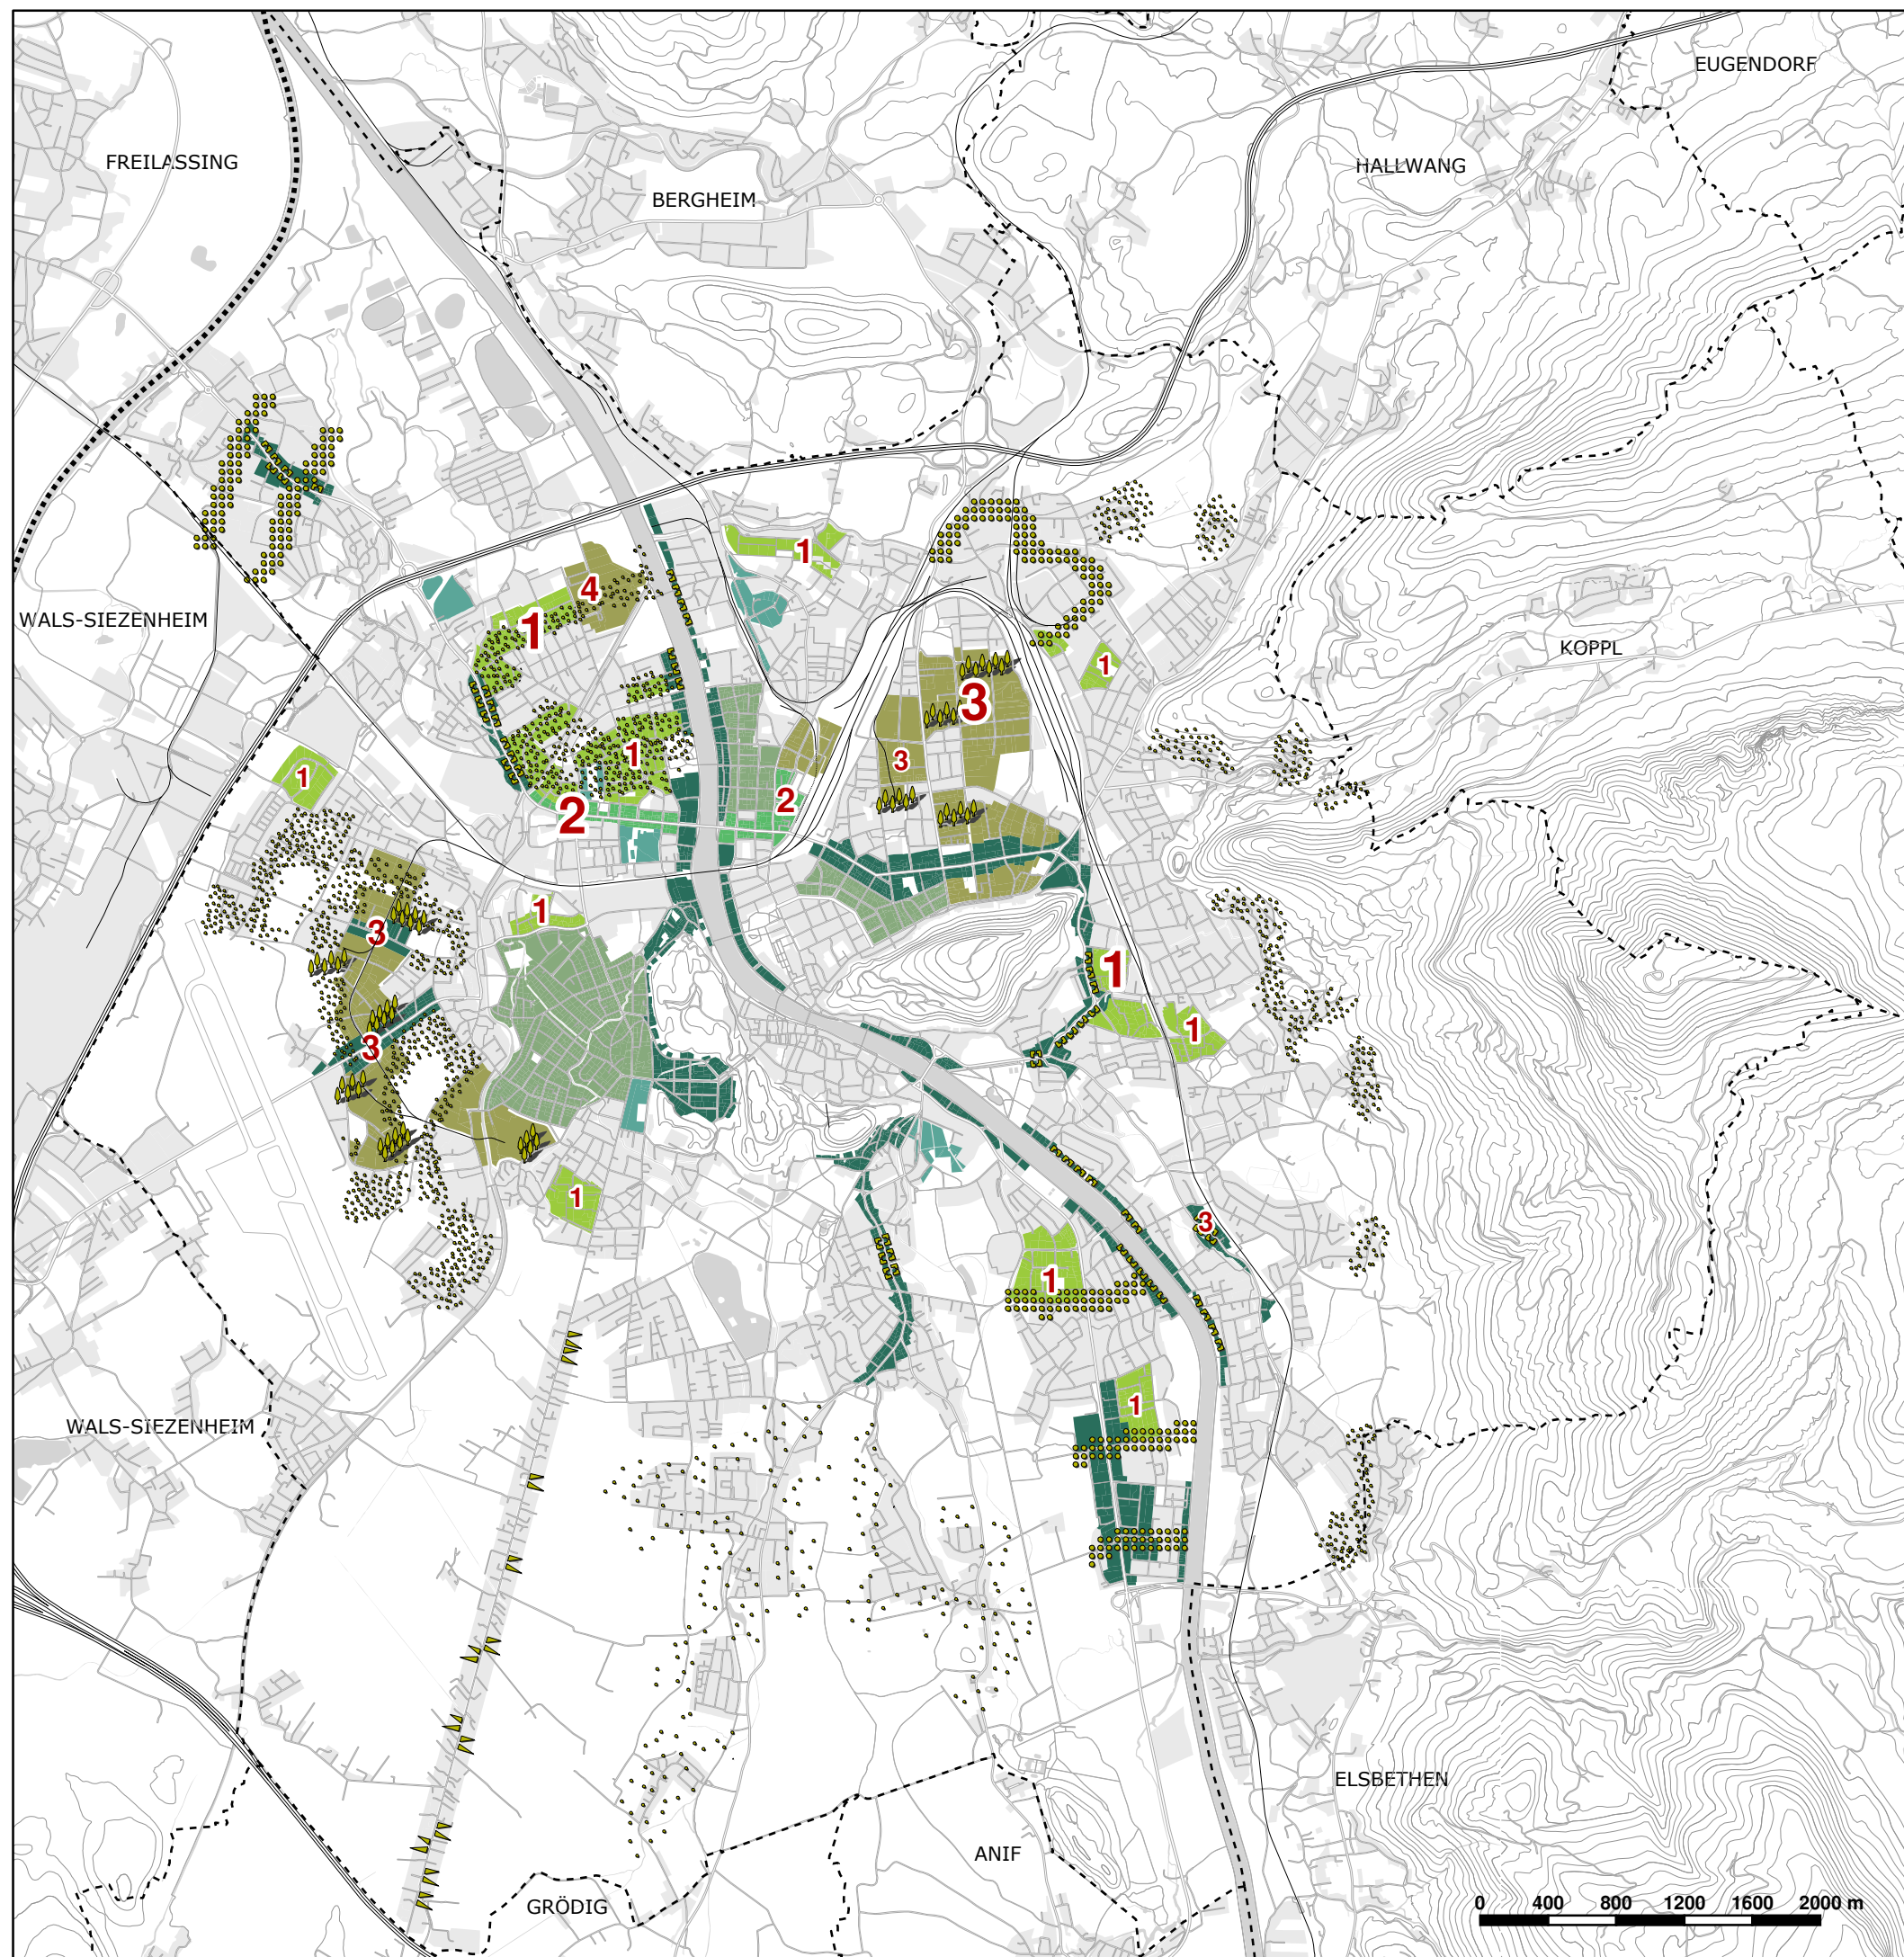 EUGENDORF
FREILASSING
HALLWANG
BERGHEIM
1
4
WALS-SIEZENHEIM
1
KOPPL
1
3
1
3
1
2
2
1
3
1
1
3
1
3
1
1
1
WALS-SIEZENHEIM
ELSBETHEN
ANIF
GRÖDIG
0 400 800 1200 1600 2000 m